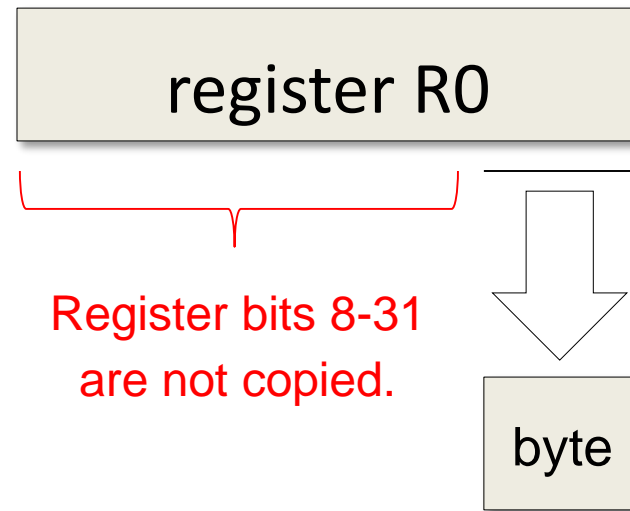 register R0
Register bits 8-31
are not copied.
byte